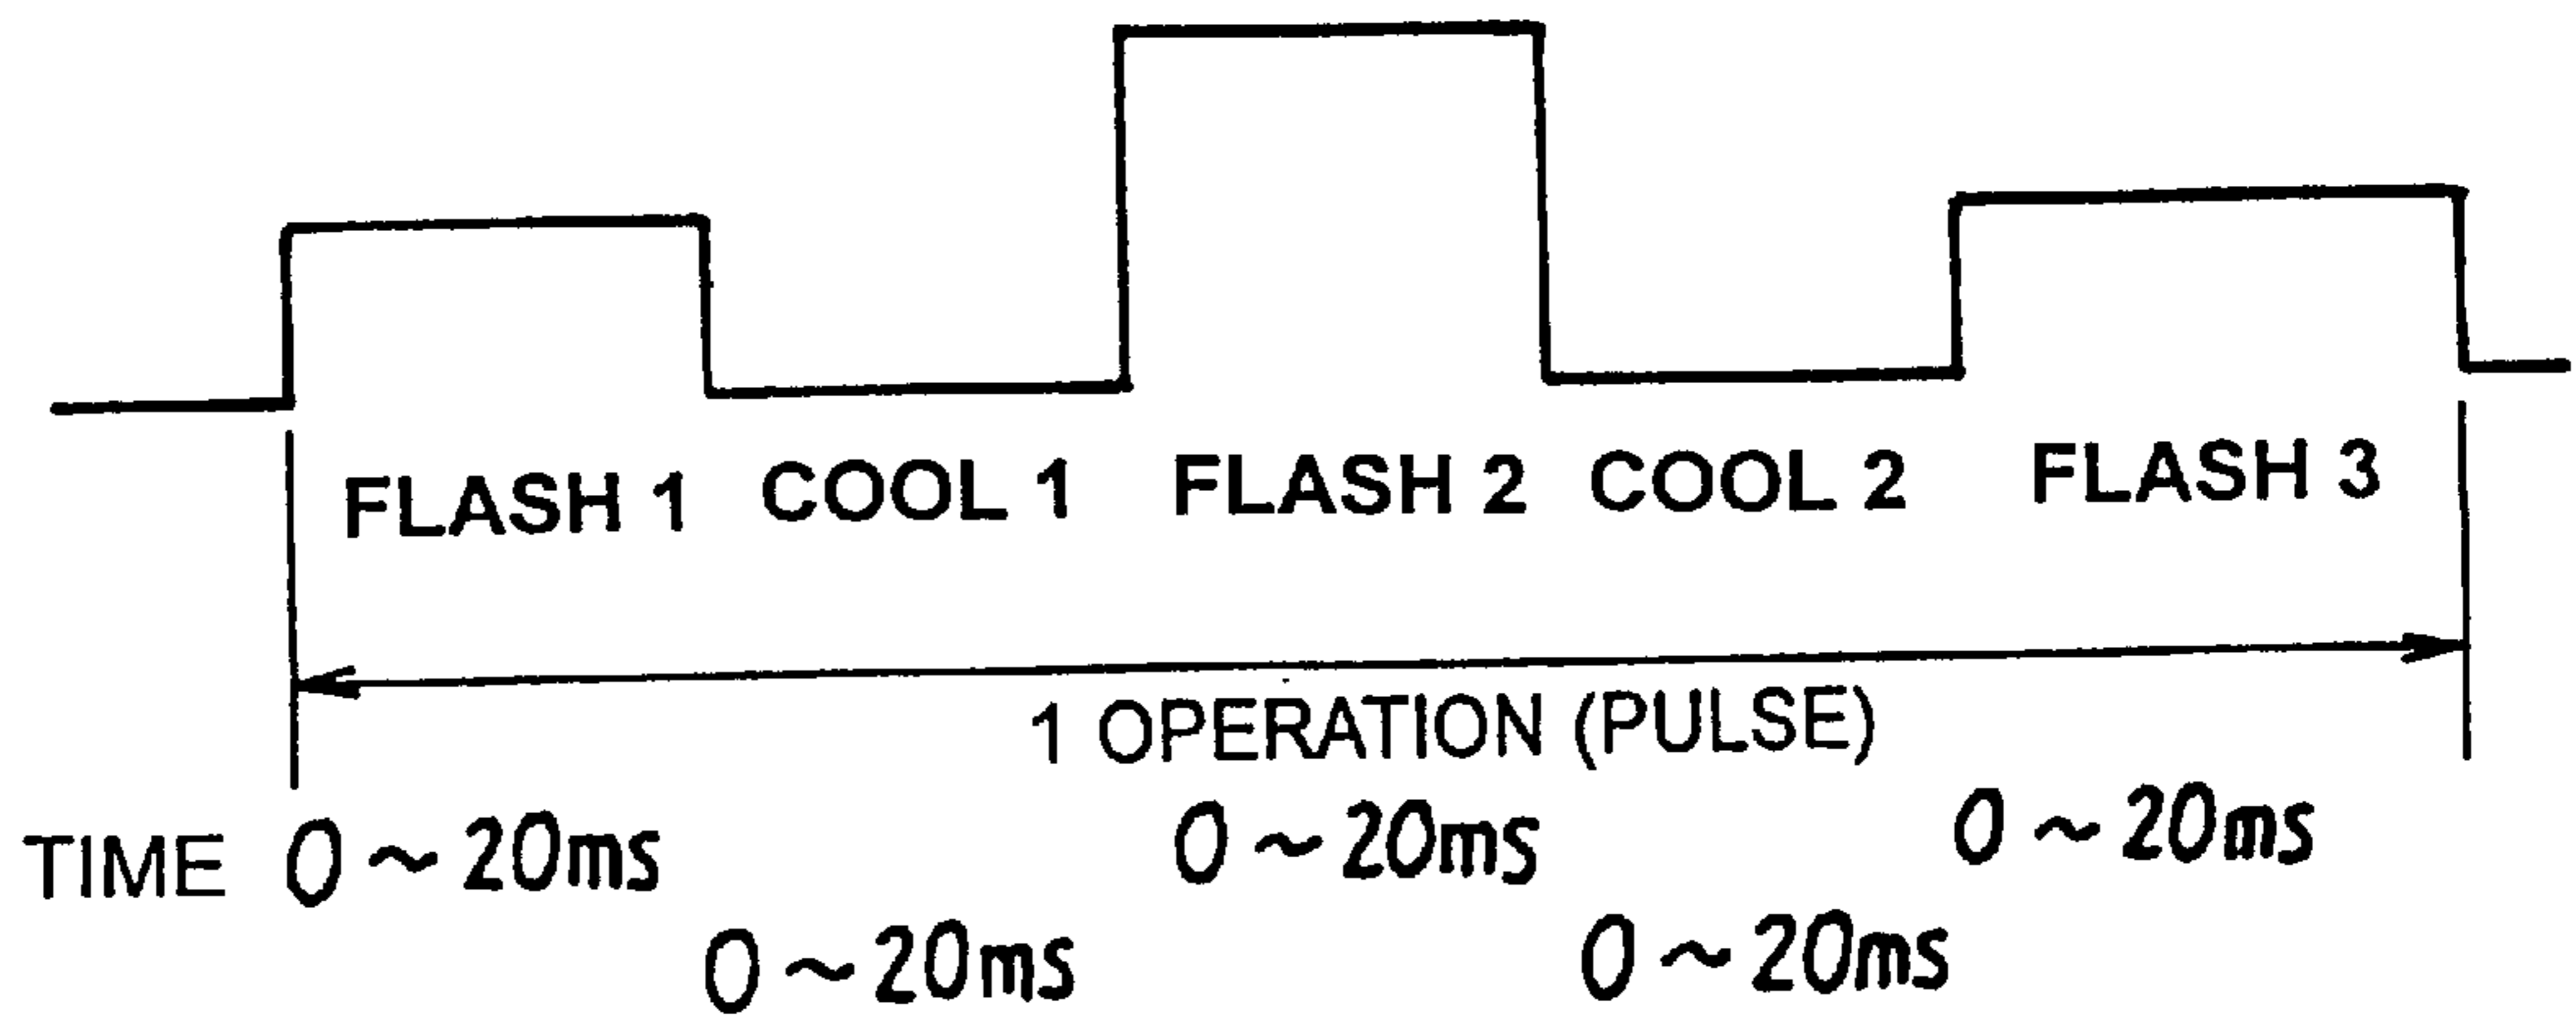 FLASH 1 COOL 1 FLASH 2 COOL 2 FLASH 3
1 OPERATION (PULSE)
TIME 0~20ms 0~20ms 0~20ms
0~20ms 0~20ms